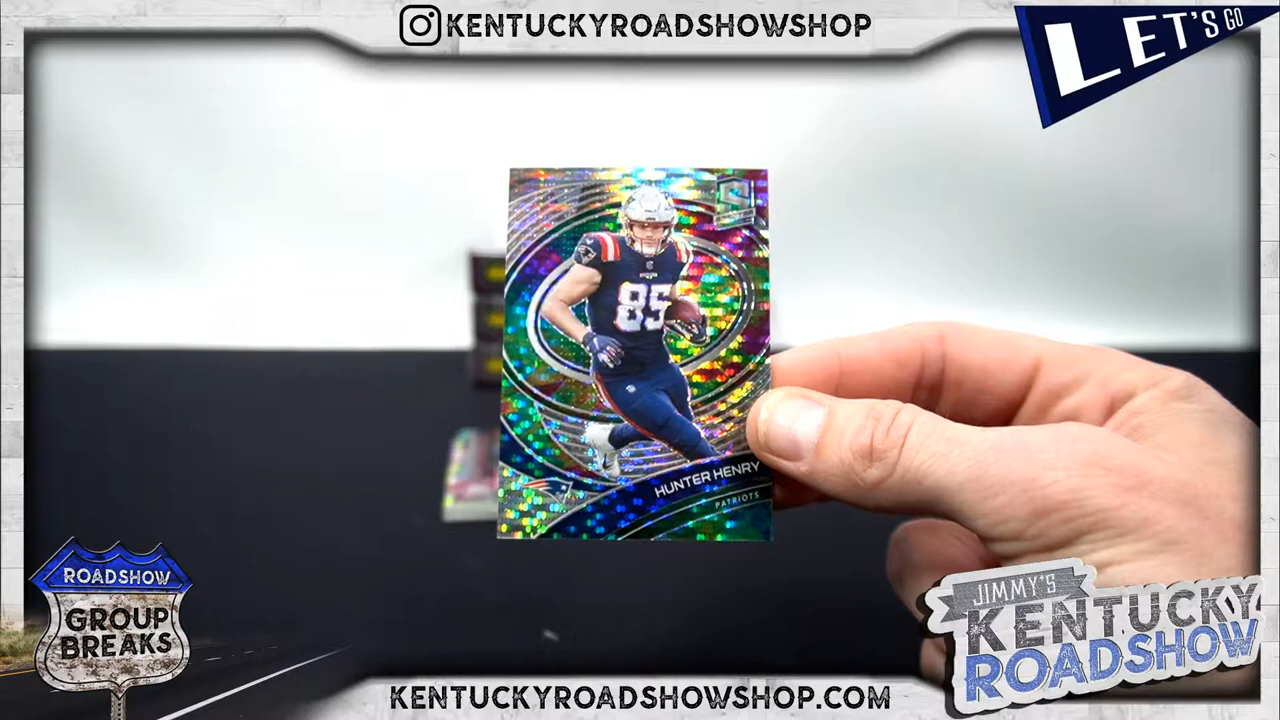 KENTUCKYROADSHOWSHOP
LET'S GO
85
HUNTER HENRY
PATRIOTS
ROADSHOW
GROUP
BREAKS
JIMMY'S
KENTUCKY
ROADSHOW
KENTUCKYROADSHOWSHOP.COM